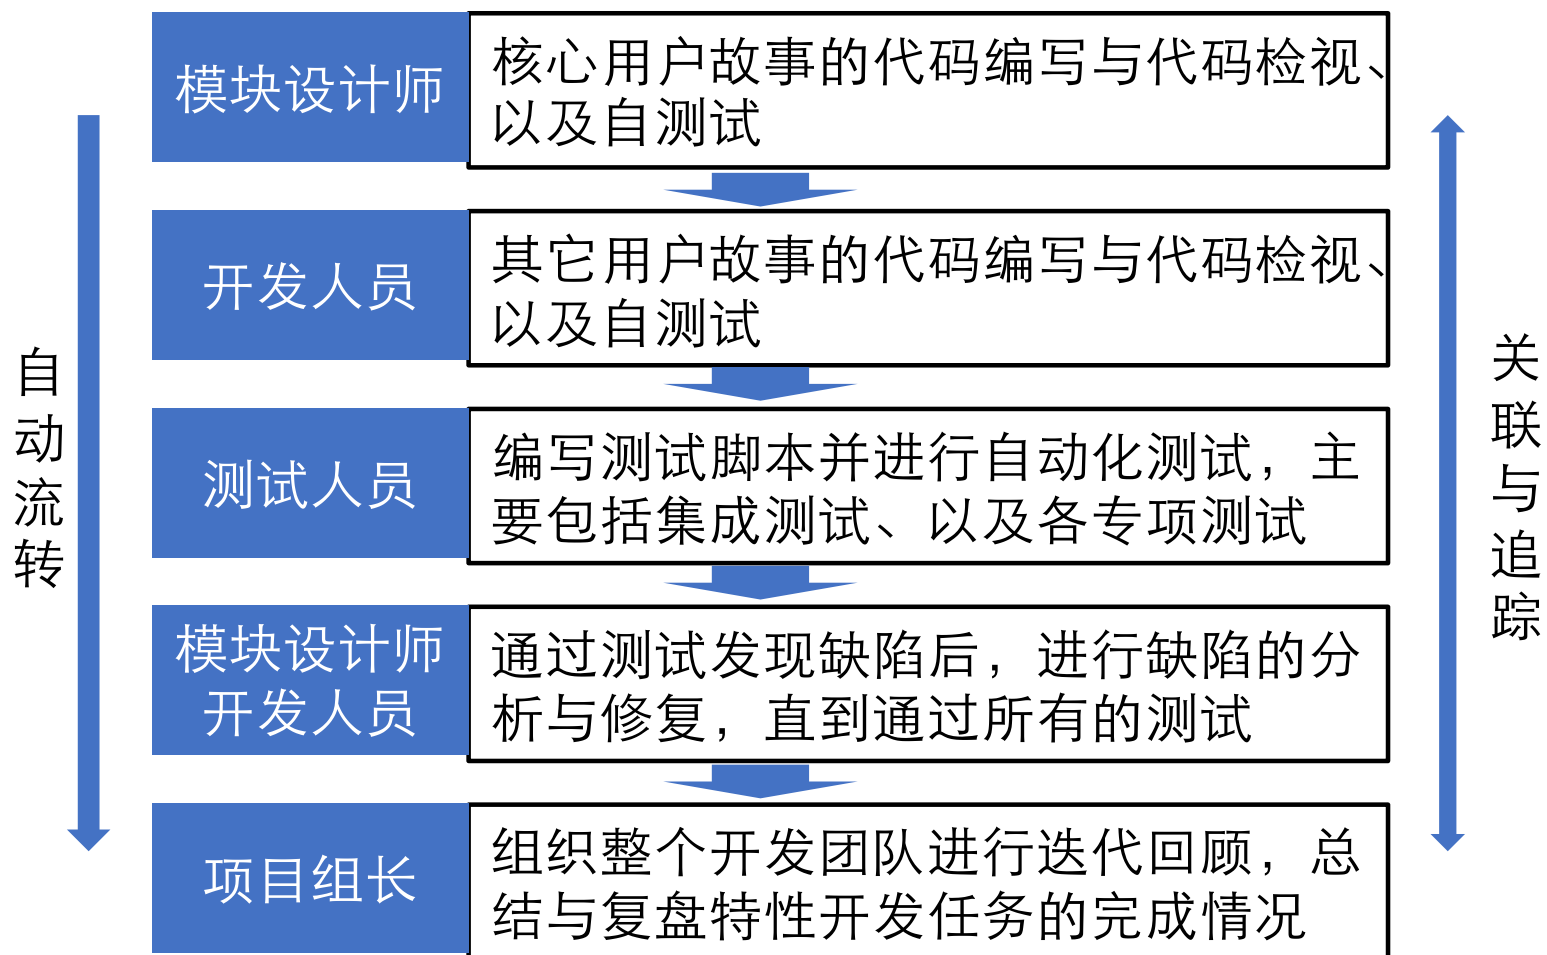 模块设计师
核心用户故事的代码编写与代码检视、
以及自测试
开发人员
其它用户故事的代码编写与代码检视、
以及自测试
测试人员
编写测试脚本并进行自动化测试，主
要包括集成测试、以及各专项测试
模块设计师
开发人员
通过测试发现缺陷后，进行缺陷的分
析与修复，直到通过所有的测试
项目组长
组织整个开发团队进行迭代回顾，总
结与复盘特性开发任务的完成情况
自动流转
关联与追踪